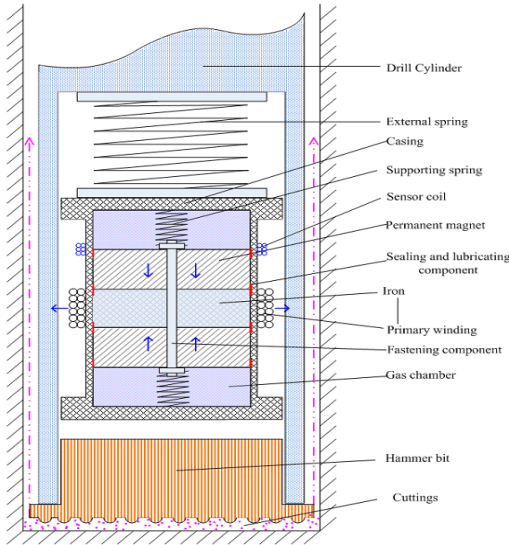 Drill Cylinder
External spring
Casing
Supporting spring
Sensor coil
Permanent magnet
Sealing and lubricating
component
Iron
Primary winding
Fastening component
Gas chamber
Hammer bit
Cuttings